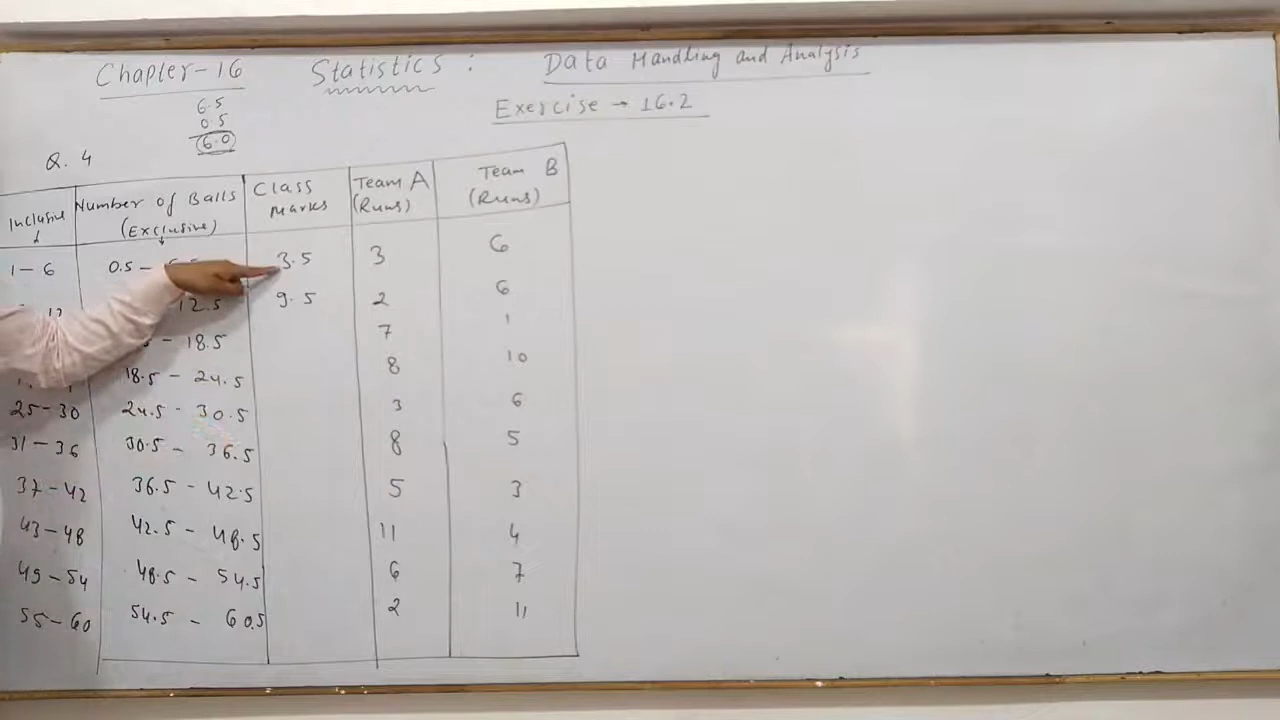 Chapter-16 Statistics : Data Handling and Analysis
Exercise → 16.2
6.5
0.5
6.0
Q. 4
Inclusive Number of Balls (Exclusive) Class Marks Team A (Runs) Team B (Runs)
1-6 0.5 - 3.5 3 6
12.5 9.5 2 6
- 18.5 7 1
18.5 - 24.5 8 10
25-30 24.5 - 30.5 3 6
31-36 30.5 - 36.5 8 5
37-42 36.5 - 42.5 5 3
43-48 42.5 - 48.5 11 4
49-54 48.5 - 54.5 6 7
55-60 54.5 - 60.5 2 11